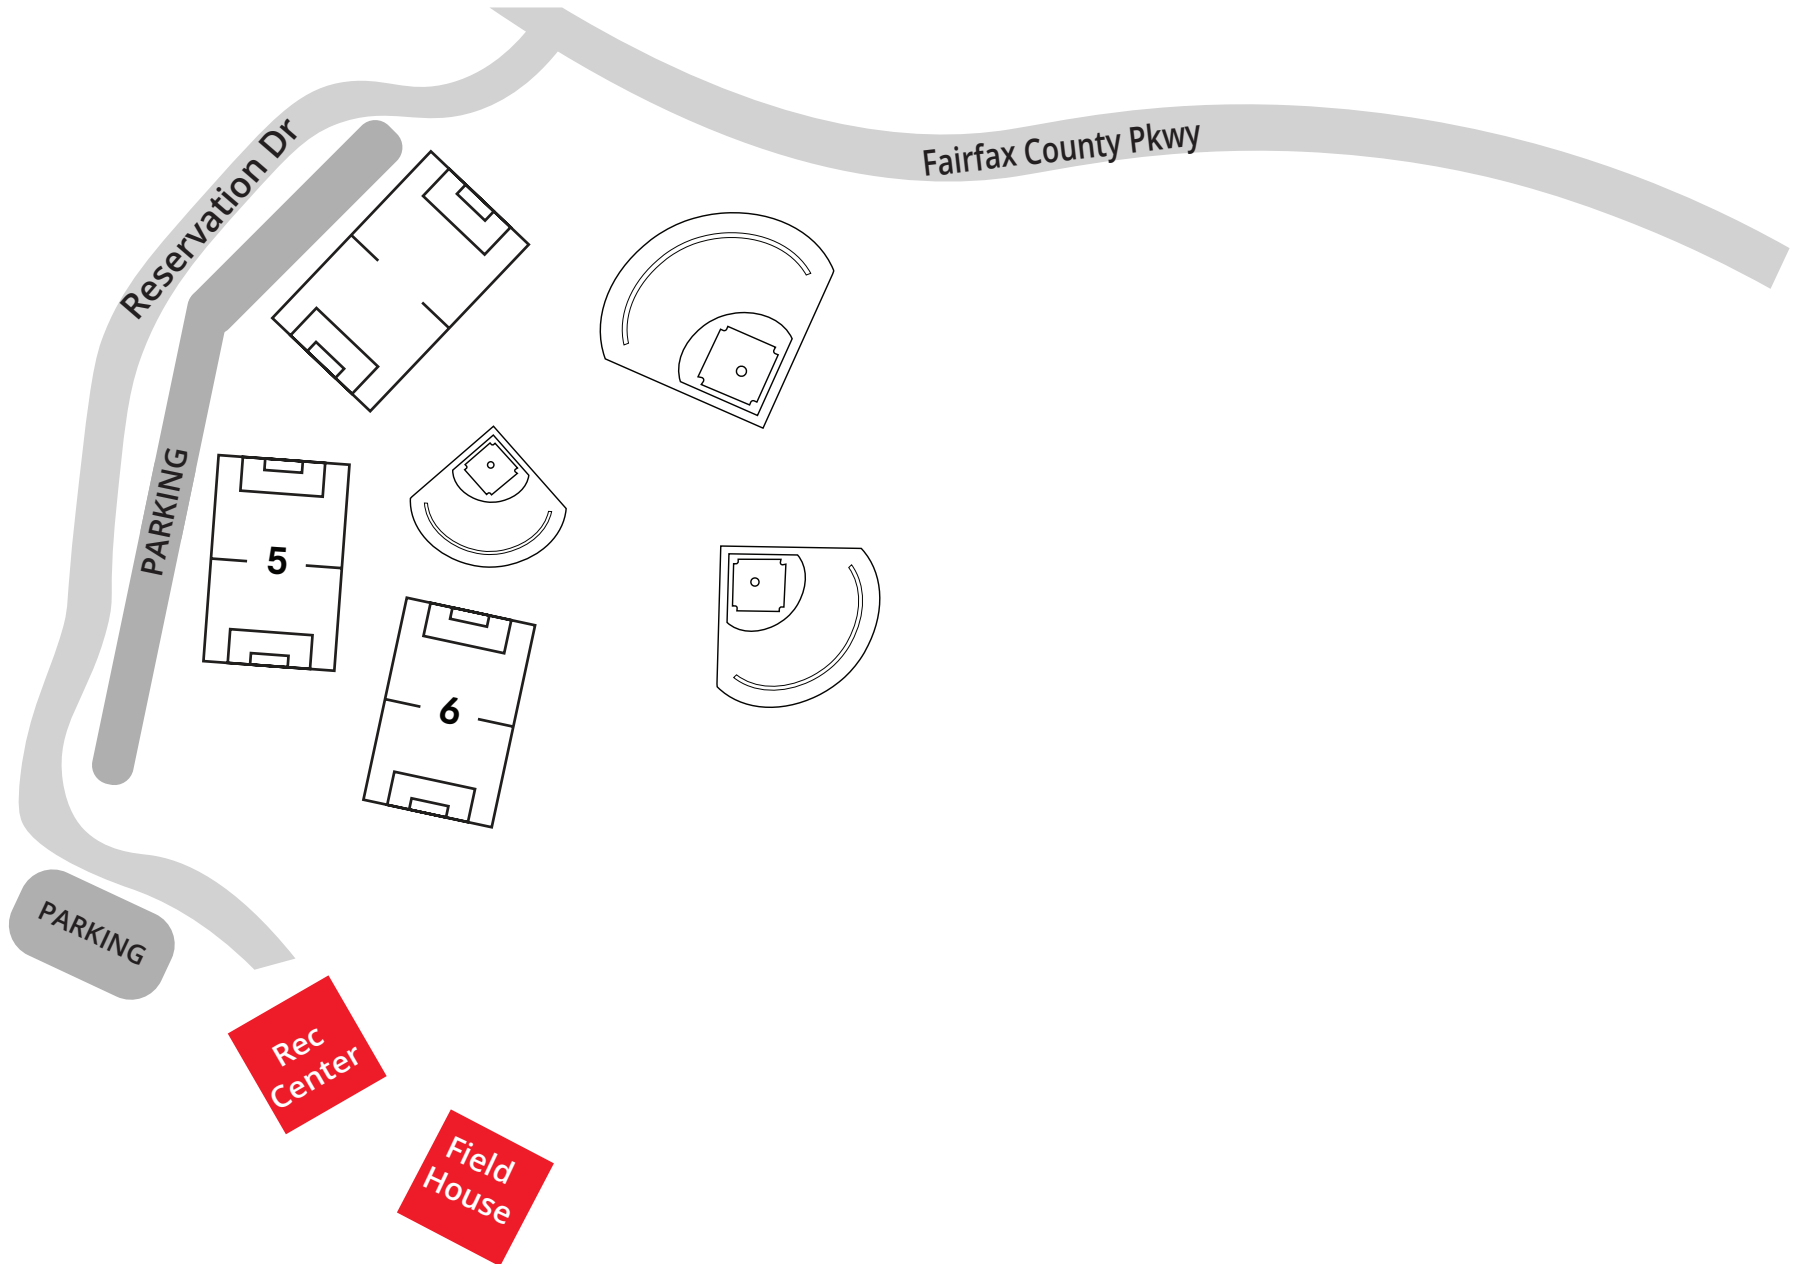 Fairfax County Pkwy
Reservation Dr
PARKING
5
6
PARKING
Rec
Center
Field
House